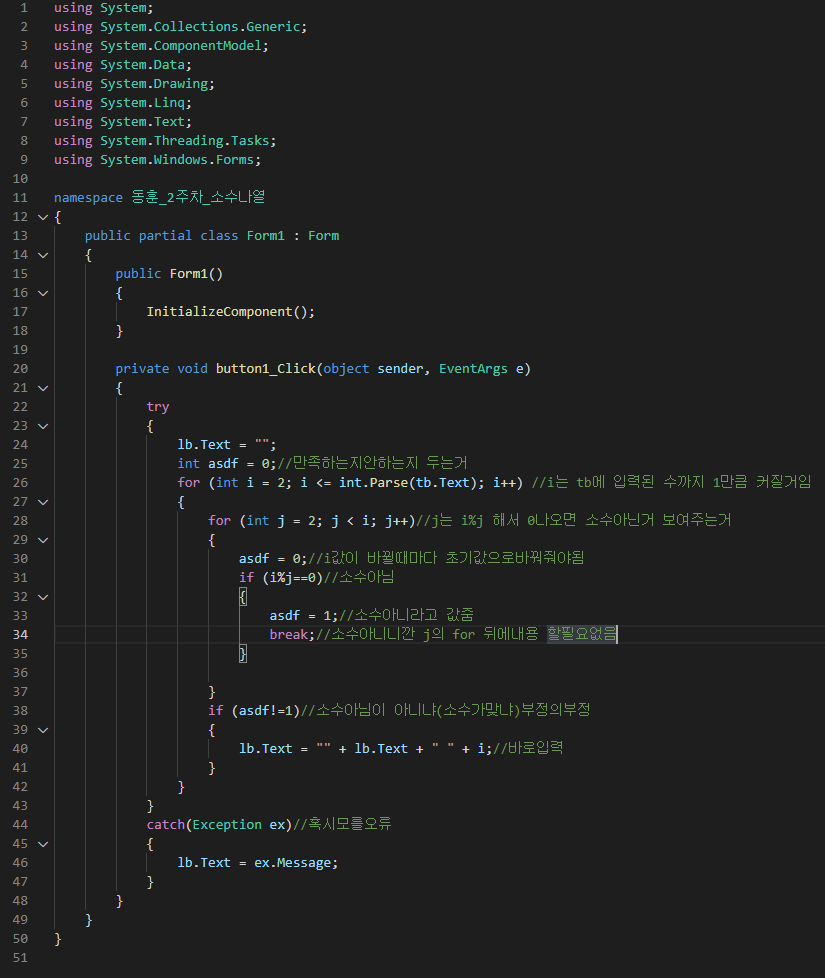 1 using System;
2 using System.Collections.Generic;
3 using System.ComponentModel;
4 using System.Data;
5 using System.Drawing;
6 using System.Linq;
7 using System.Text;
8 using System.Threading.Tasks;
9 using System.Windows.Forms;
10
11 namespace 동훈_2주차_소수나열
12 {
13 public partial class Form1 : Form
14 {
15 public Form1()
16 {
17 InitializeComponent();
18 }
19
20 private void button1_Click(object sender, EventArgs e)
21 {
22 try
23 {
24 lb.Text = "";
25 int asdf = 0;//만족하는지안하는지 두는거
26 for (int i = 2; i <= int.Parse(tb.Text); i++) //i는 tb에 입력된 수까지 1만큼 커질거임
27 {
28 for (int j = 2; j < i; j++)//j는 i%j 해서 0나오면 소수아닌거 보여주는거
29 {
30 asdf = 0;//i값이 바뀔때마다 초기값으로바꿔줘야됨
31 if (i%j==0)//소수아님
32 {
33 asdf = 1;//소수아니라고 값줌
34 break;//소수아니니깐 j의 for 뒤에내용 할필요없음
35 }
36
37 }
38 if (asdf!=1)//소수아님이 아니냐(소수가맞냐)부정의부정
39 {
40 lb.Text = "" + lb.Text + " " + i;//바로입력
41 }
42 }
43 }
44 catch(Exception ex)//혹시모를오류
45 {
46 lb.Text = ex.Message;
47 }
48 }
49 }
50 }
51